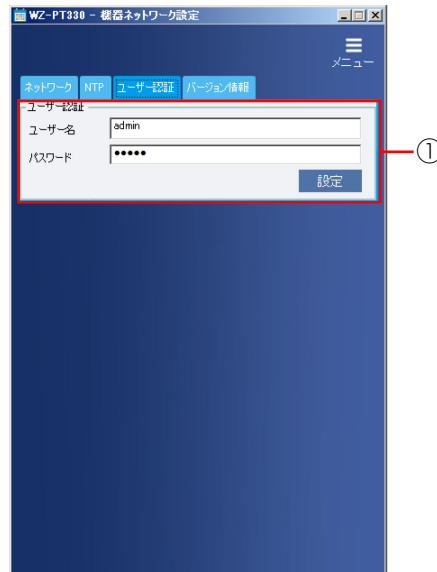 WZ-PT330 - 機器ネットワーク設定
メニュー
ネットワーク NTP ユーザー認証 バージョン情報
ユーザー認証
ユーザー名 admin
パスワード •••••
設定
①